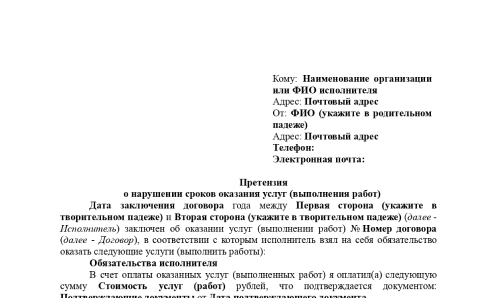 Кому: Наименование организации
или ФИО исполнителя
Адрес: Почтовый адрес
От: ФИО (укажите в родительном
падеже)
Адрес: Почтовый адрес
Телефон:
Электронная почта:
Претензия
о нарушении сроков оказания услуг (выполнения работ)
Дата заключения договора года между Первая сторона (укажите в
творительном падеже) и Вторая сторона (укажите в творительном падеже) (далее -
Исполнитель) заключен об оказании услуг (выполнении работ) № Номер договора
(далее - Договор), в соответствии с которым исполнитель взял на себя обязательство
оказать следующие услуги (выполнить работы):
Обязательства исполнителя
В счет оплаты оказанных услуг (выполненных работ) я оплатил(а) следующую
сумму Стоимость услуг (работ) рублей, что подтверждается документом:
Подтверждающие документы от Дата подтверждающего документа